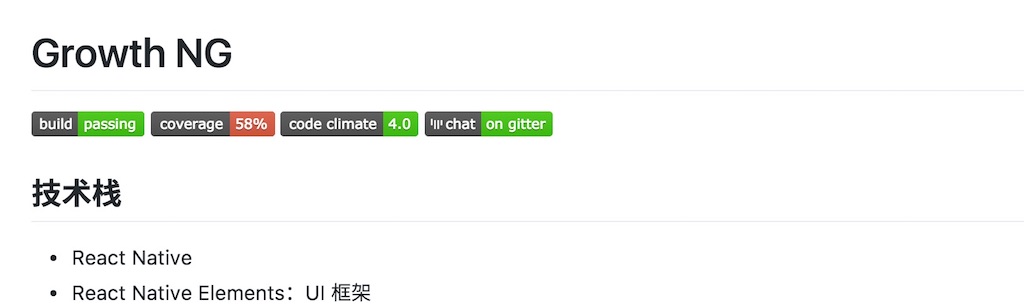 Growth NG
build passing coverage 58% code climate 4.0 chat on gitter
技术栈
• React Native
• React Native Elements：UI 框架